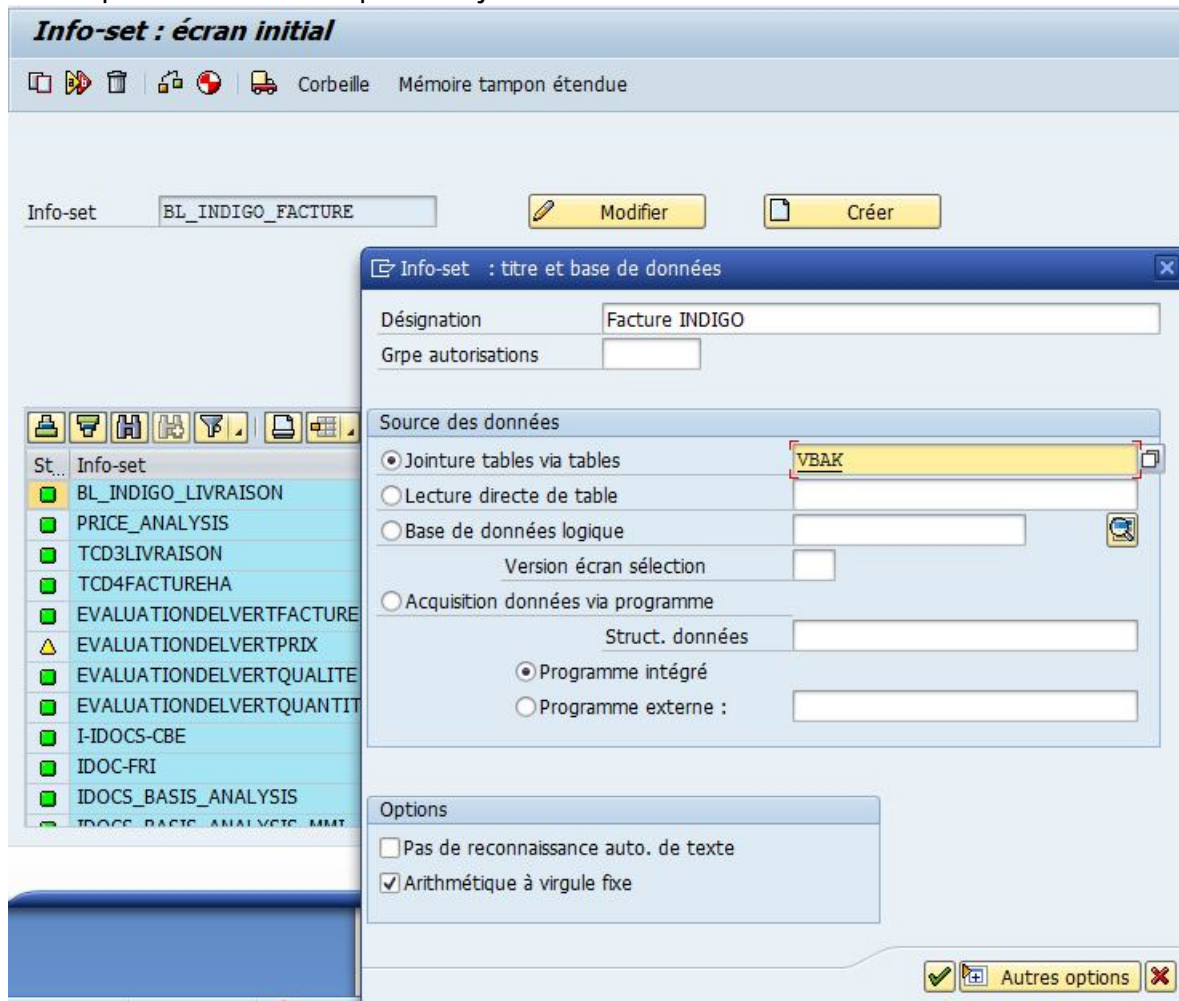 Info-set : écran initial
Corbeille Mémoire tampon étendue
Info-set BL_INDIGO_FACTURE Modifier Créer
Info-set : titre et base de données
Désignation Facture INDIGO
Grpe autorisations
Source des données
Jointure tables via tables VBAK
Lecture directe de table
Base de données logique
Version écran sélection
Acquisition données via programme
Struct. données
Programme intégré
Programme externe :
Options
Pas de reconnaissance auto. de texte
Arithmétique à virgule fixe
Autres options
St... Info-set
BL_INDIGO_LIVRAISON
PRICE_ANALYSIS
TCD3LIVRAISON
TCD4FACTUREHA
EVALUATIONDELVERTFACTURE
EVALUATIONDELVERTPRIX
EVALUATIONDELVERTQUALITE
EVALUATIONDELVERTQUANTIT
I-IDOCS-CBE
IDOC-FRI
IDOCS_BASIS_ANALYSIS
IDOCS_BASIS_ANALYSIS_MMI